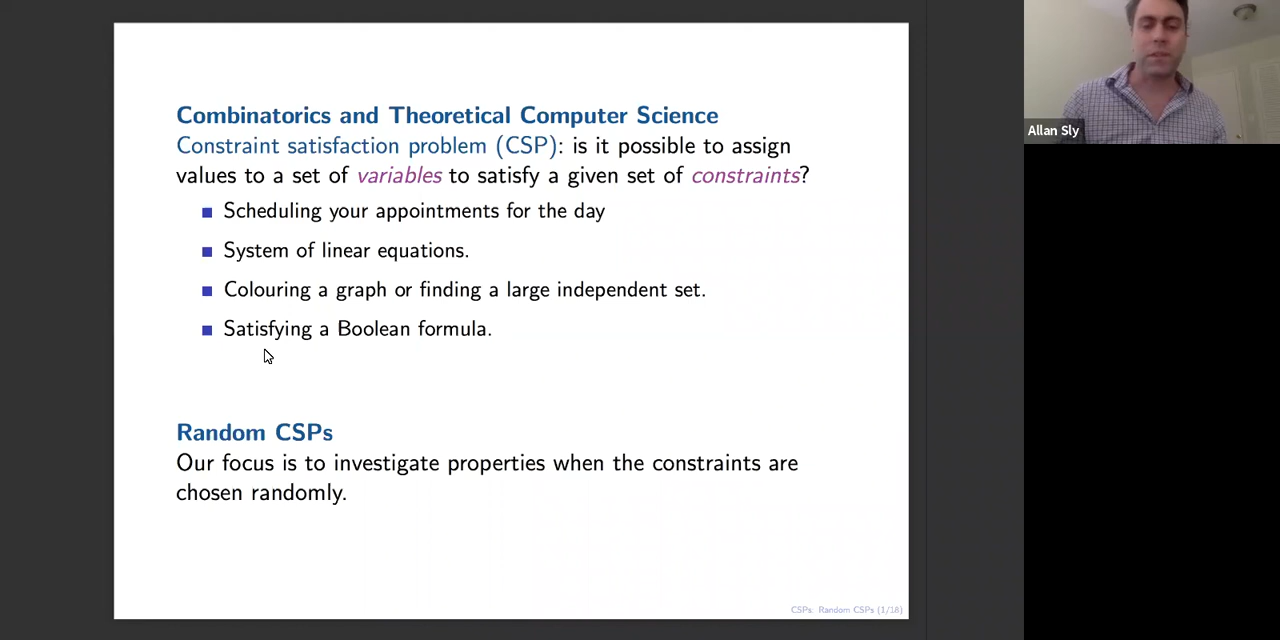 Combinatorics and Theoretical Computer Science
Constraint satisfaction problem (CSP): is it possible to assign
values to a set of variables to satisfy a given set of constraints?
Scheduling your appointments for the day
System of linear equations.
Colouring a graph or finding a large independent set.
Satisfying a Boolean formula.
Random CSPs
Our focus is to investigate properties when the constraints are
chosen randomly.
CSPs: Random CSPs (1/18)
Allan Sly